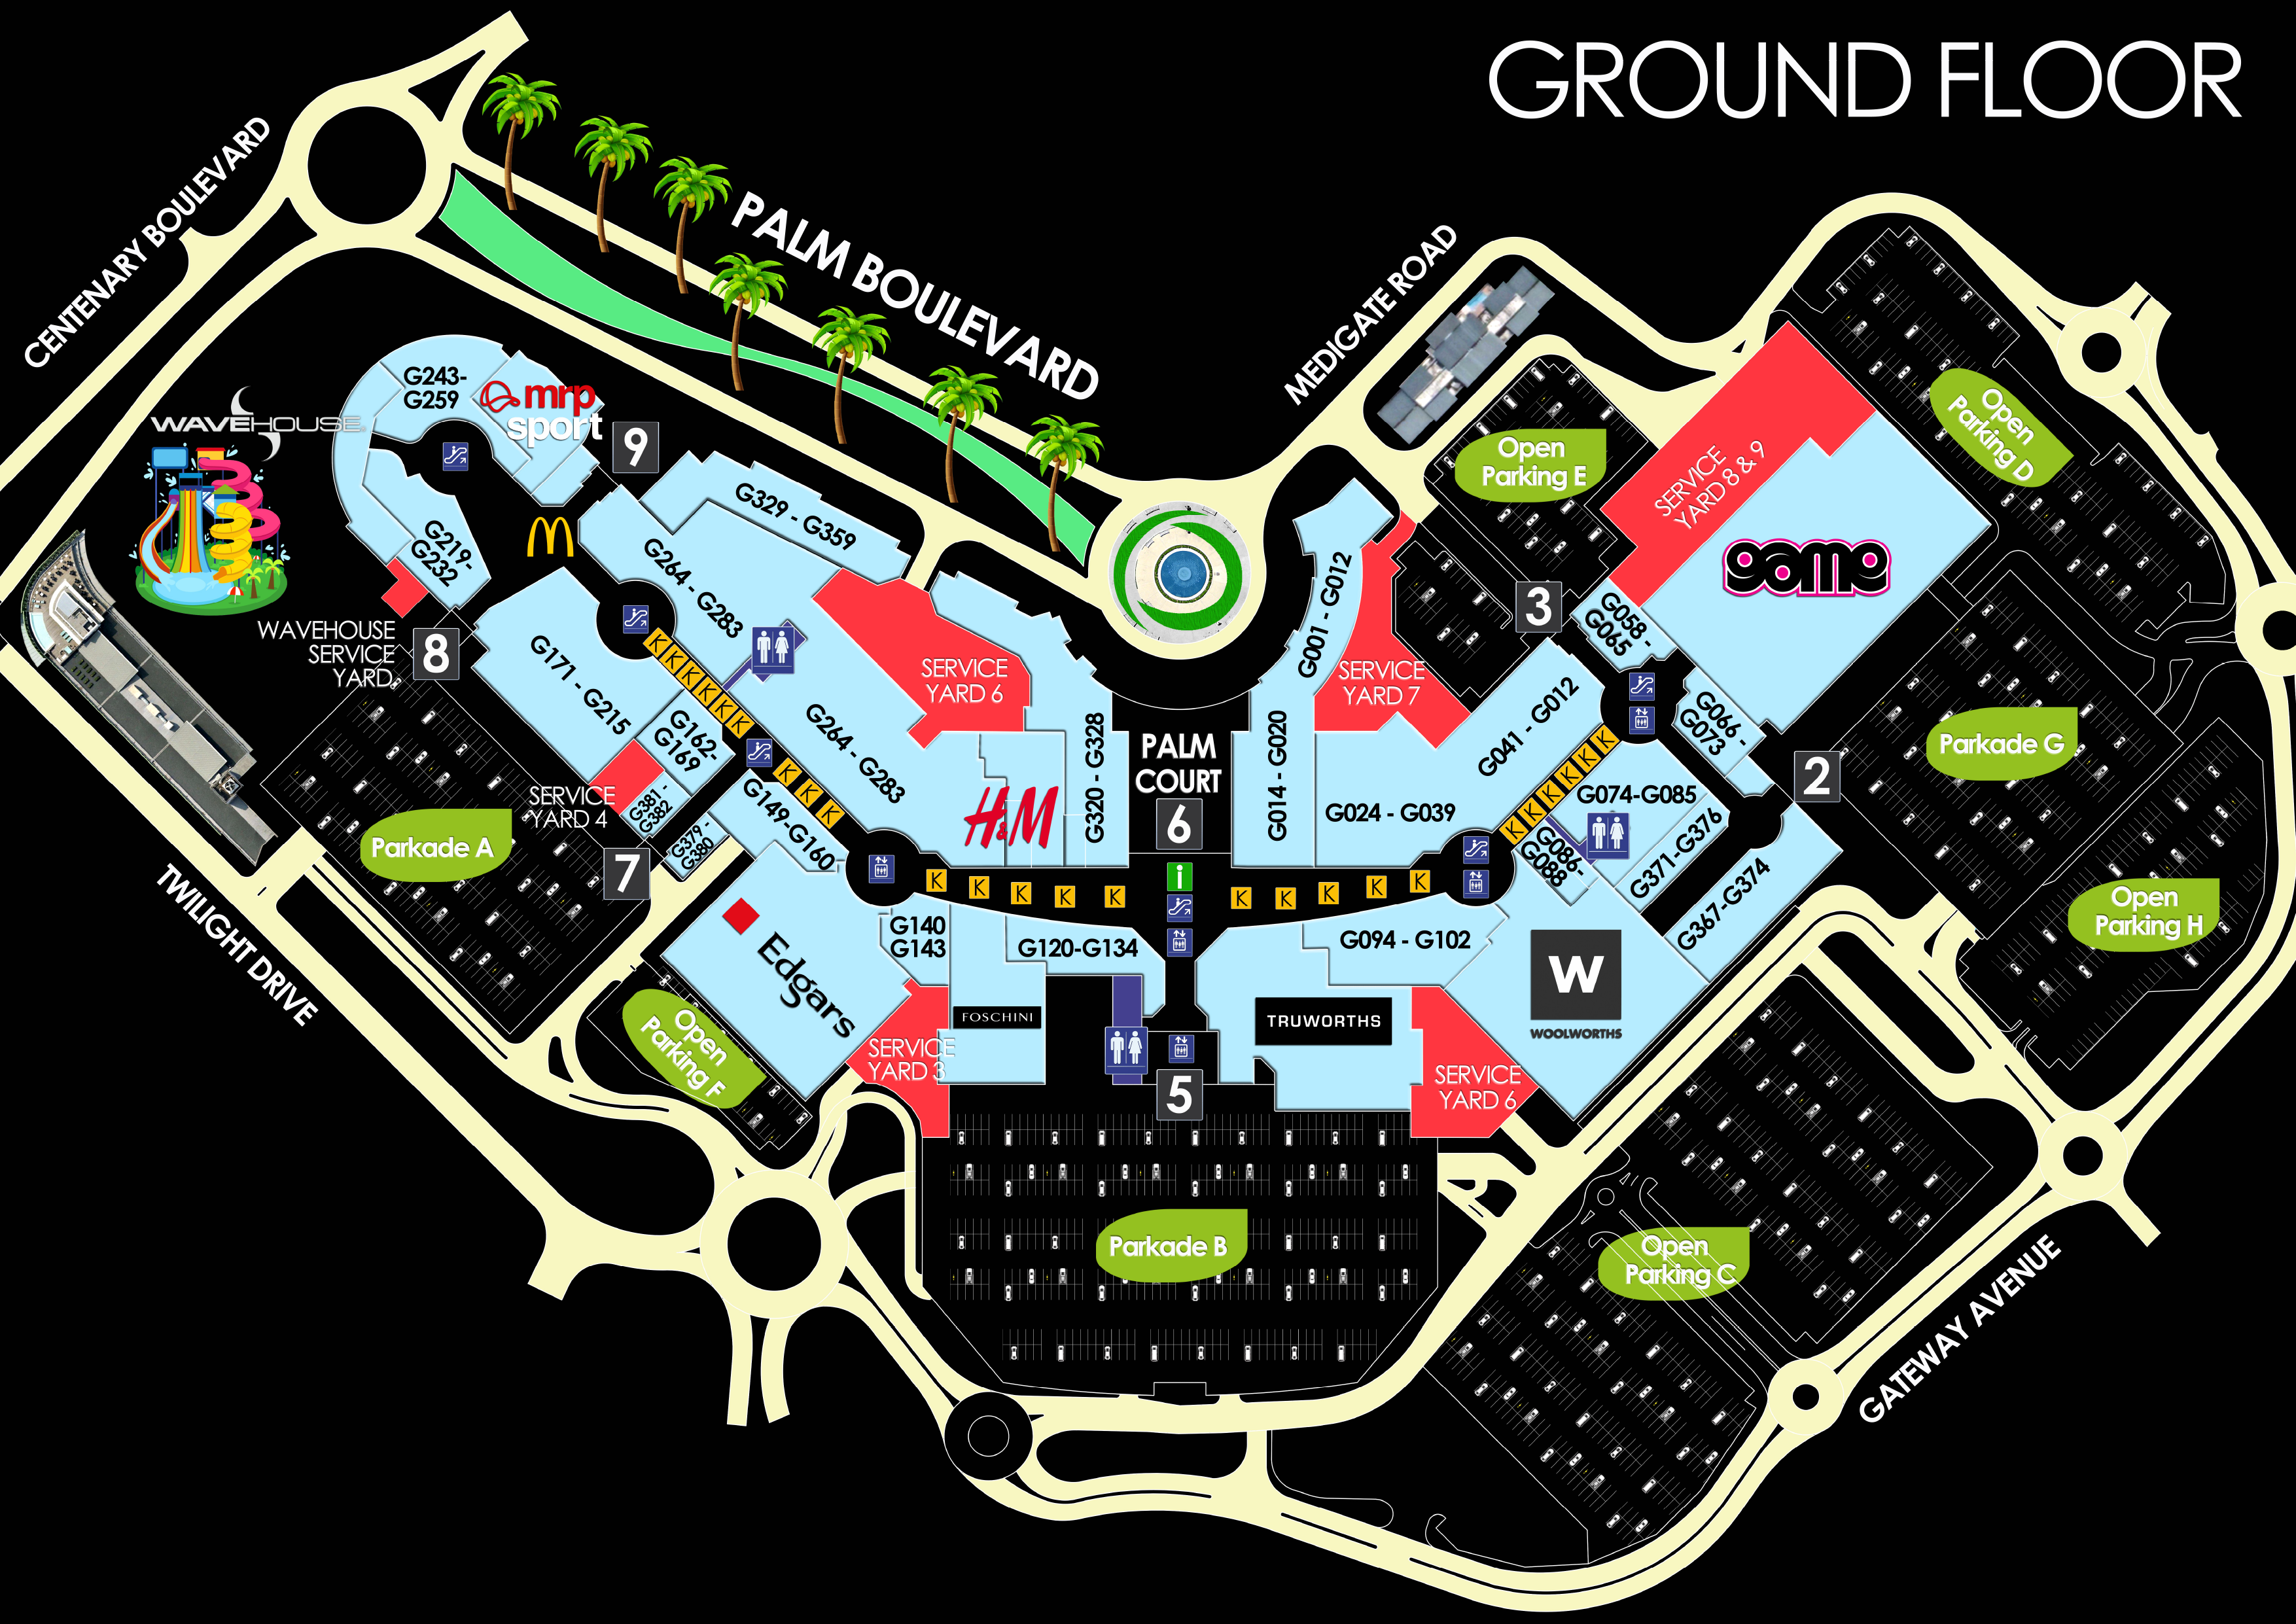 GROUND FLOOR
CENTENARY BOULEVARD
PALM BOULEVARD
MEDIGATE ROAD
WAVEHOUSE
G243-
G259
mrp
sport
9
G329 - G359
G219-
G232
G264 - G283
WAVEHOUSE
SERVICE
YARD
8
G171 - G215
G162-
G169
G264 - G283
SERVICE
YARD 6
K K K K K K
K K K
SERVICE
YARD 4
G381 -
G382
G379 -
G380
7
G149-G160
Parkade A
TWILIGHT DRIVE
H&M
G320 - G328
PALM
COURT
6
i
G014 - G020
G001 - G012
SERVICE
YARD 7
G024 - G039
G041 - G012
Open
Parking E
3
SERVICE
YARD 8 & 9
game
G058 -
G065
G066 -
G073
2
Open
Parking D
Parkade G
Open
Parking H
K K K K K K
G074-G085
G086-
G088
G371-G376
G367-G374
K K K K K
K K K K K
Edgars
G140
G143
G120-G134
G094 - G102
FOSCHINI
TRUWORTHS
W
WOOLWORTHS
Open
Parking F
SERVICE
YARD 3
5
SERVICE
YARD 6
Parkade B
Open
Parking C
GATEWAY AVENUE